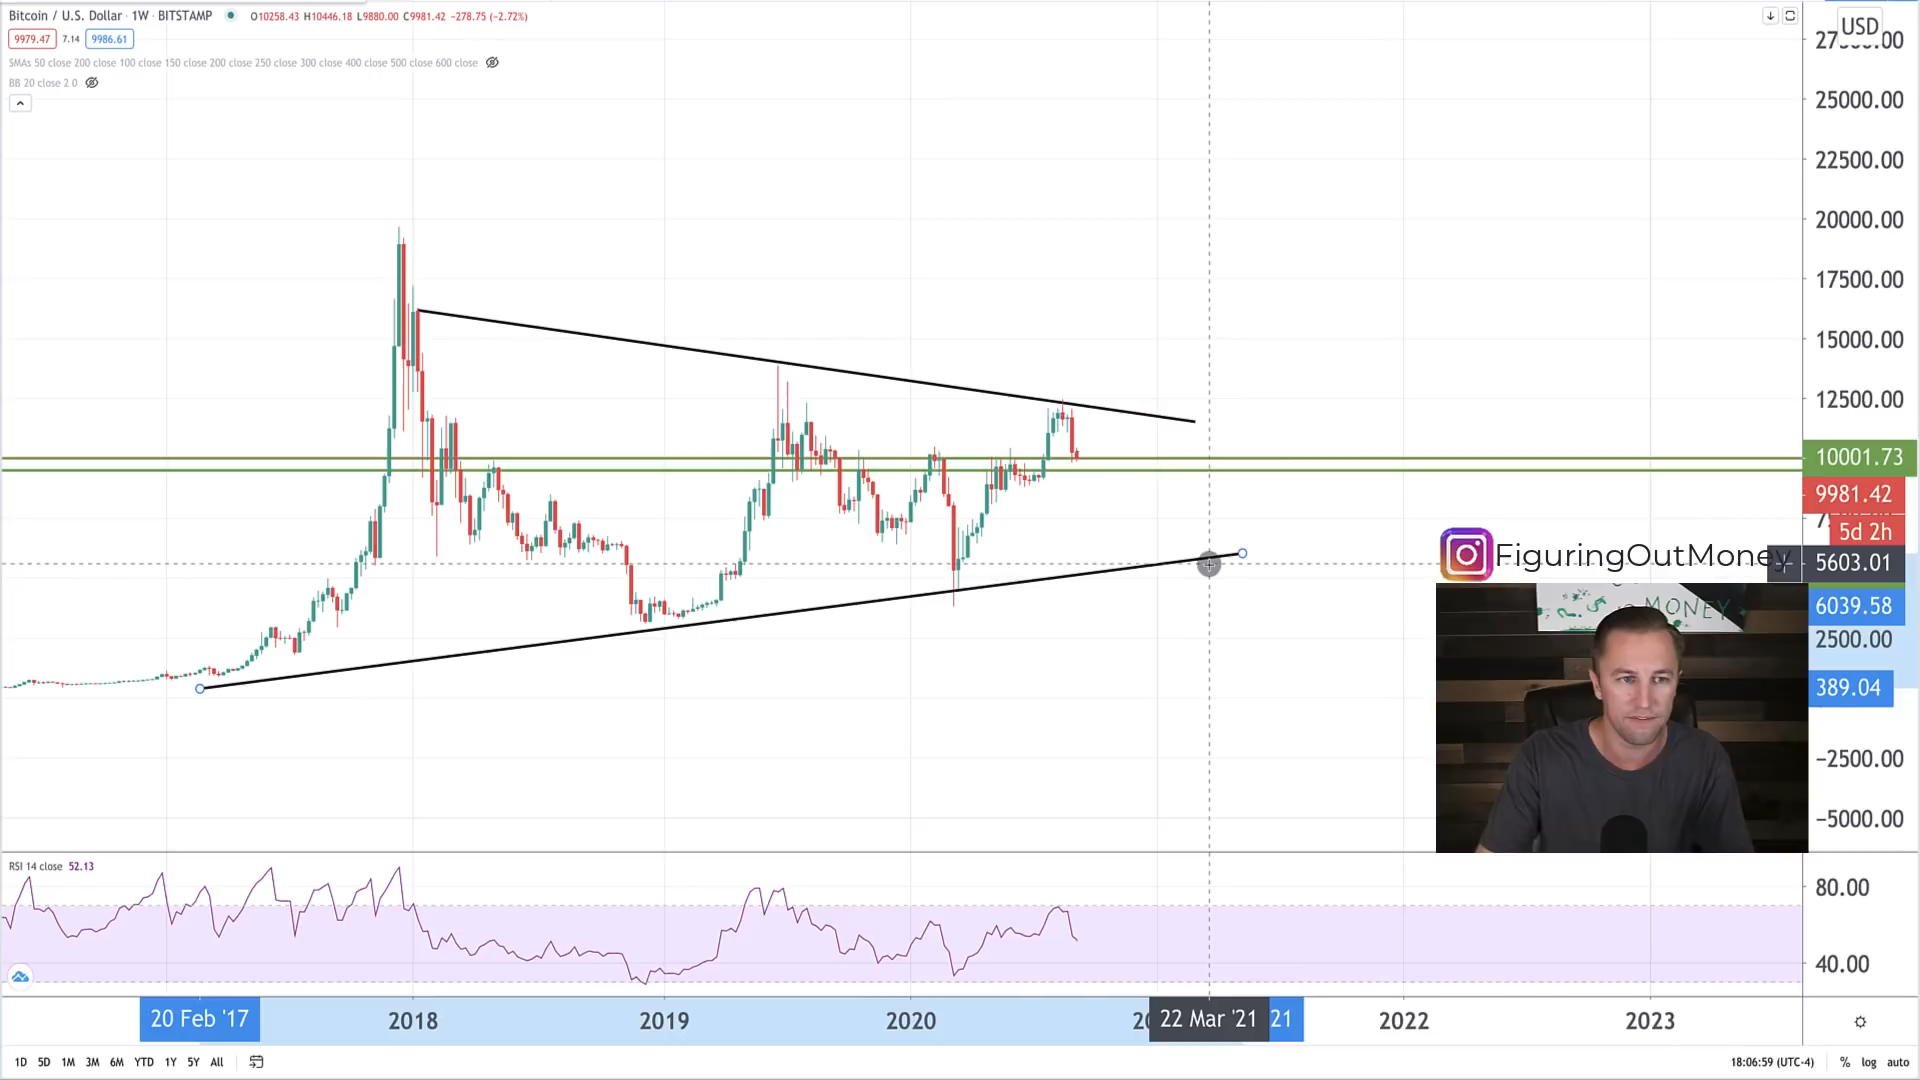 Bitcoin / U.S. Dollar · 1W · BITSTAMP O10258.43 H10446.18 L9880.00 C9981.42 −278.75 (−2.72%)
9979.47 7.14 9986.61
SMAs 50 close 200 close 100 close 150 close 200 close 250 close 300 close 400 close 500 close 600 close
BB 20 close 2 0
USD
25000.00
22500.00
20000.00
17500.00
15000.00
12500.00
10001.73
9981.42
5d 2h
5603.01
6039.58
2500.00
389.04
−2500.00
−5000.00
FiguringOutMoney
MONEY
RSI 14 close 52.13
80.00
40.00
20 Feb '17 2018 2019 2020 22 Mar '21 21 2022 2023
1D 5D 1M 3M 6M YTD 1Y 5Y All
18:06:59 (UTC-4) % log auto